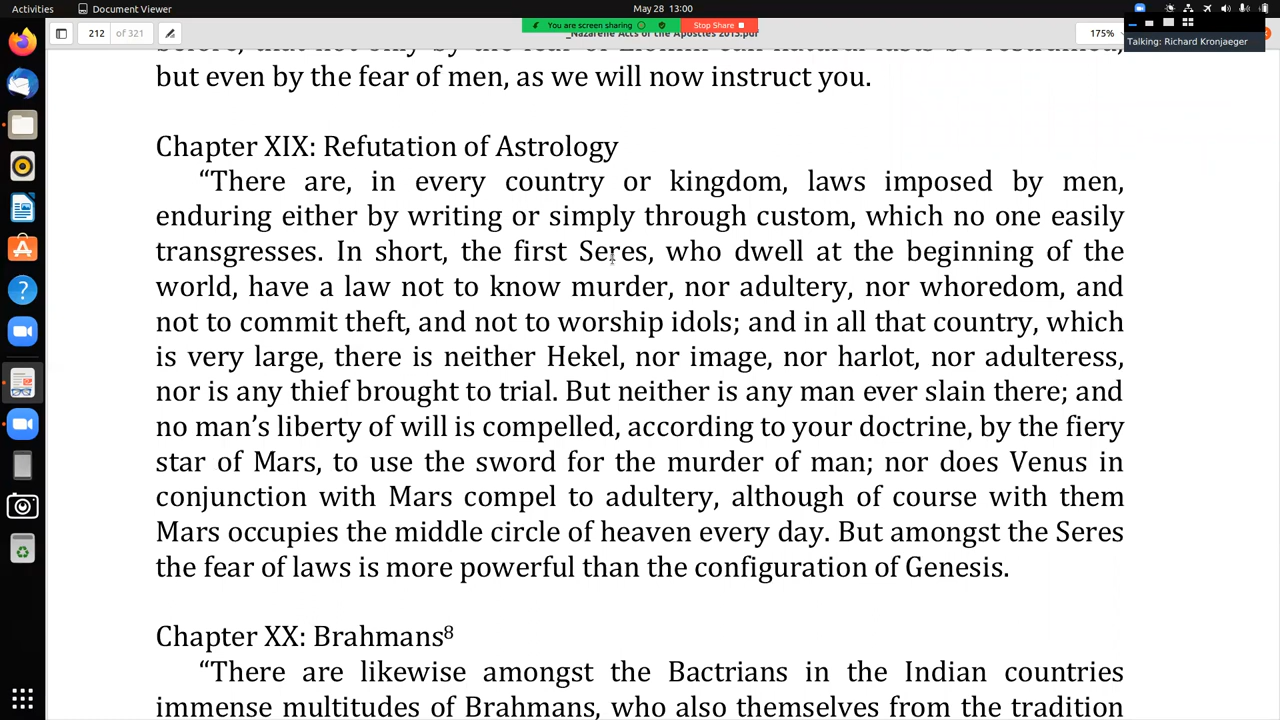 Activities
Document Viewer
May 28 13:00
You are screen sharing
Stop Share
212 of 321
_Nazarene Acts of the Apostles 2015.pdf
175%
Talking: Richard Kronjaeger
but even by the fear of men, as we will now instruct you.
Chapter XIX: Refutation of Astrology
“There are, in every country or kingdom, laws imposed by men,
enduring either by writing or simply through custom, which no one easily
transgresses. In short, the first Seres, who dwell at the beginning of the
world, have a law not to know murder, nor adultery, nor whoredom, and
not to commit theft, and not to worship idols; and in all that country, which
is very large, there is neither Hekel, nor image, nor harlot, nor adulteress,
nor is any thief brought to trial. But neither is any man ever slain there; and
no man’s liberty of will is compelled, according to your doctrine, by the fiery
star of Mars, to use the sword for the murder of man; nor does Venus in
conjunction with Mars compel to adultery, although of course with them
Mars occupies the middle circle of heaven every day. But amongst the Seres
the fear of laws is more powerful than the configuration of Genesis.
Chapter XX: Brahmans8
“There are likewise amongst the Bactrians in the Indian countries
immense multitudes of Brahmans, who also themselves from the tradition